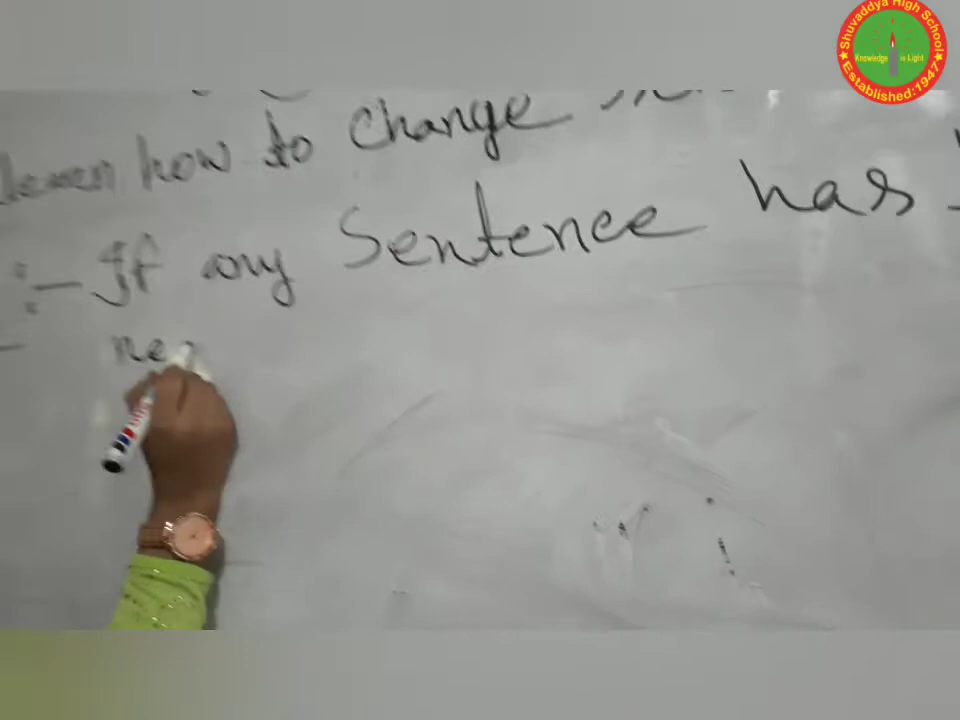 Shuvaddya High School
Knowledge is Light
Established:1947
learn how to change
:- If any Sentence has
ne